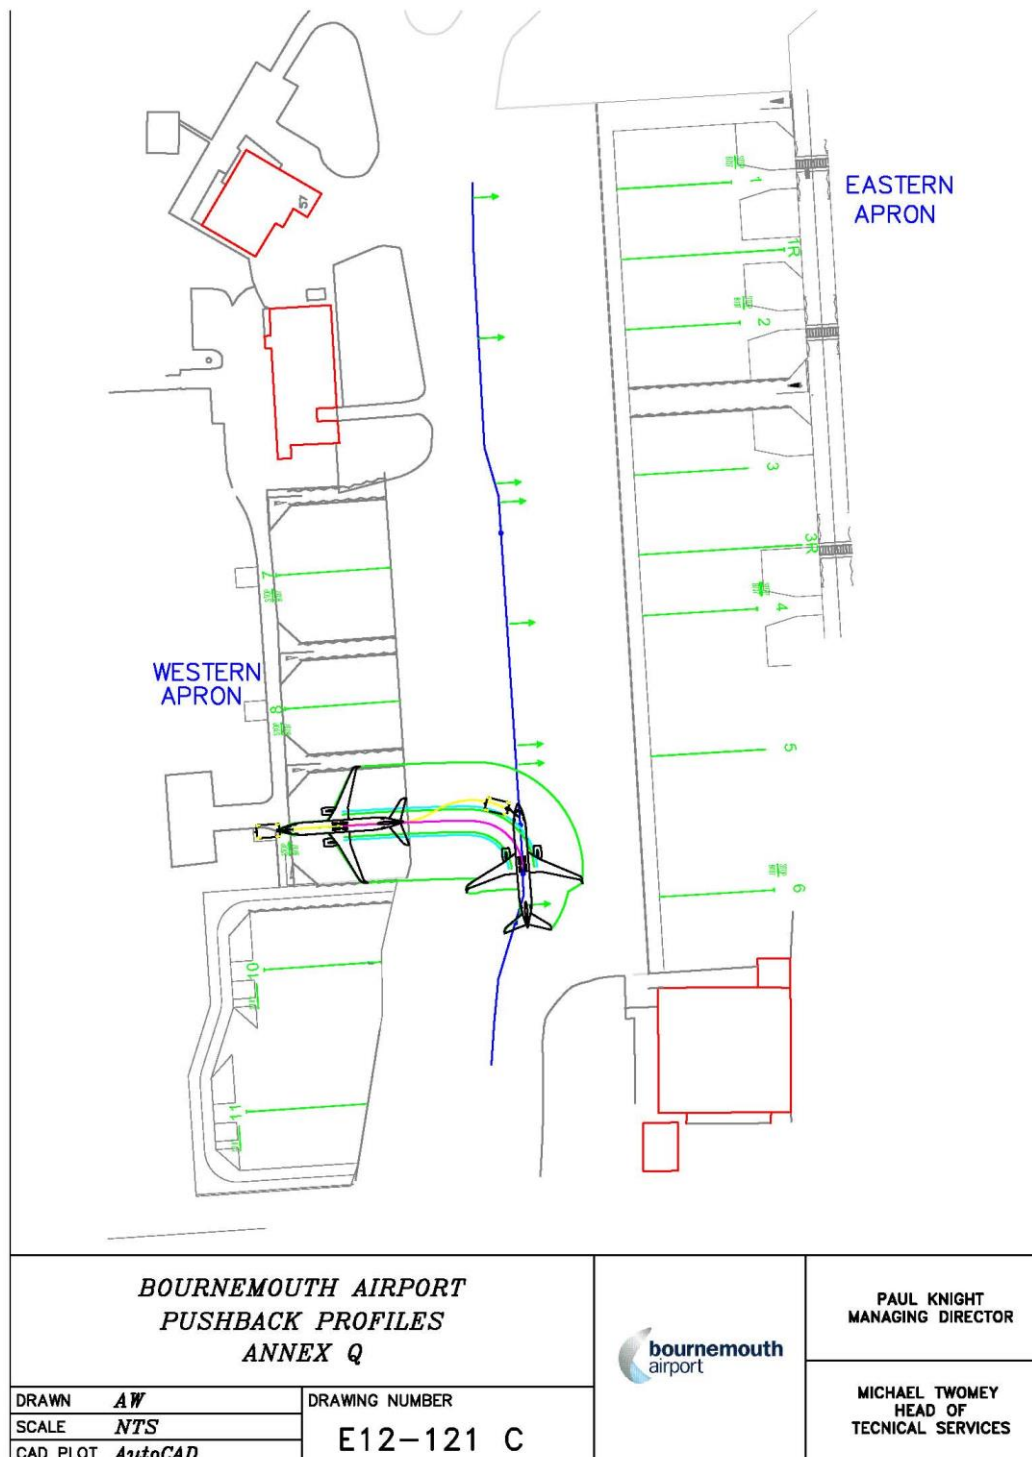 57
EASTERN
APRON
1
1R
2
3
3R
4
5
6
7
WESTERN
APRON
8
10
11
BOURNEMOUTH AIRPORT
PUSHBACK PROFILES
ANNEX Q
DRAWN AW
SCALE NTS
CAD PLOT AutoCAD
DRAWING NUMBER
E12-121 C
bournemouth
airport
PAUL KNIGHT
MANAGING DIRECTOR
MICHAEL TWOMEY
HEAD OF
TECNICAL SERVICES